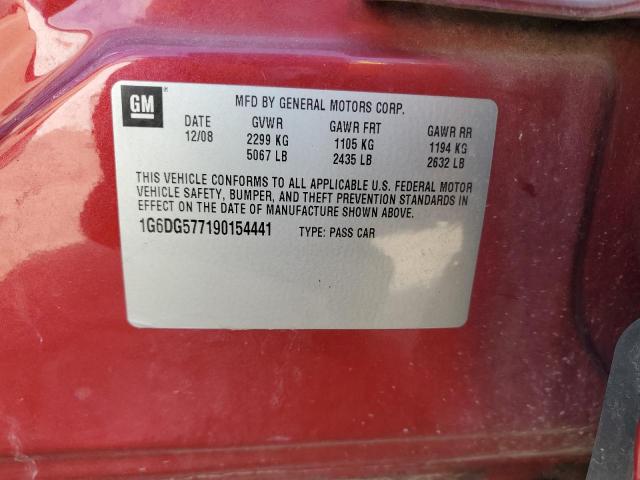 GM
MFD BY GENERAL MOTORS CORP.
DATE GVWR GAWR FRT GAWR RR
12/08 2299 KG 1105 KG 1194 KG
5067 LB 2435 LB 2632 LB
THIS VEHICLE CONFORMS TO ALL APPLICABLE U.S. FEDERAL MOTOR
VEHICLE SAFETY, BUMPER, AND THEFT PREVENTION STANDARDS IN
EFFECT ON THE DATE OF MANUFACTURE SHOWN ABOVE.
1G6DG577190154441 TYPE: PASS CAR